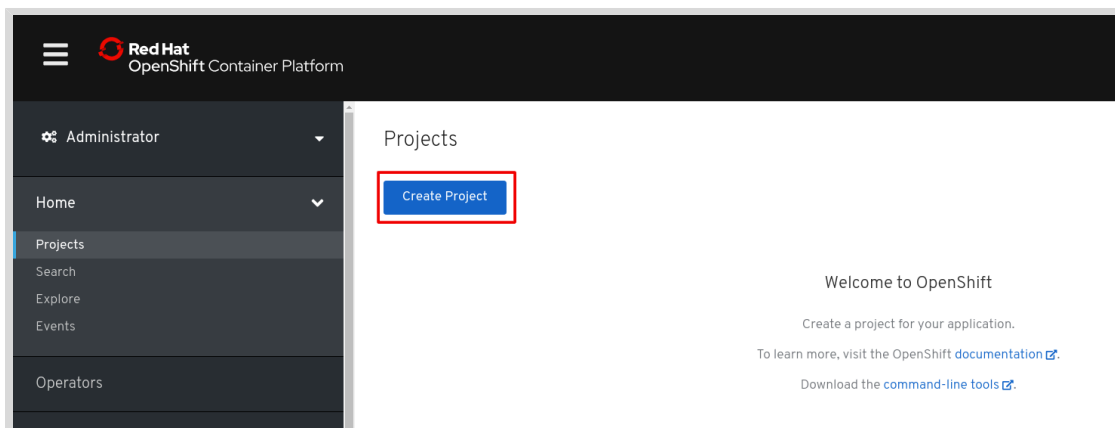 Red Hat
OpenShift Container Platform
Administrator
Home
Projects
Search
Explore
Events
Operators
Projects
Create Project
Welcome to OpenShift
Create a project for your application.
To learn more, visit the OpenShift documentation.
Download the command-line tools.